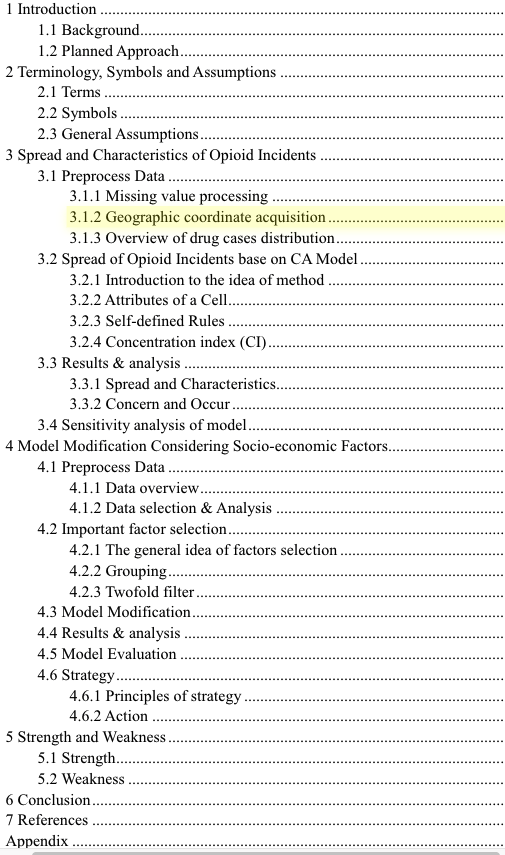 1 Introduction ........................................................................
1.1 Background........................................................................
1.2 Planned Approach........................................................................
2 Terminology, Symbols and Assumptions ........................................................................
2.1 Terms ........................................................................
2.2 Symbols ........................................................................
2.3 General Assumptions........................................................................
3 Spread and Characteristics of Opioid Incidents ........................................................................
3.1 Preprocess Data ........................................................................
3.1.1 Missing value processing ........................................................................
3.1.2 Geographic coordinate acquisition ........................................................................
3.1.3 Overview of drug cases distribution........................................................................
3.2 Spread of Opioid Incidents base on CA Model ........................................................................
3.2.1 Introduction to the idea of method ........................................................................
3.2.2 Attributes of a Cell........................................................................
3.2.3 Self-defined Rules ........................................................................
3.2.4 Concentration index (CI)........................................................................
3.3 Results & analysis ........................................................................
3.3.1 Spread and Characteristics........................................................................
3.3.2 Concern and Occur ........................................................................
3.4 Sensitivity analysis of model........................................................................
4 Model Modification Considering Socio-economic Factors........................................................................
4.1 Preprocess Data ........................................................................
4.1.1 Data overview........................................................................
4.1.2 Data selection & Analysis ........................................................................
4.2 Important factor selection........................................................................
4.2.1 The general idea of factors selection ........................................................................
4.2.2 Grouping........................................................................
4.2.3 Twofold filter........................................................................
4.3 Model Modification........................................................................
4.4 Results & analysis ........................................................................
4.5 Model Evaluation ........................................................................
4.6 Strategy........................................................................
4.6.1 Principles of strategy ........................................................................
4.6.2 Action ........................................................................
5 Strength and Weakness ........................................................................
5.1 Strength........................................................................
5.2 Weakness ........................................................................
6 Conclusion........................................................................
7 References ........................................................................
Appendix ........................................................................